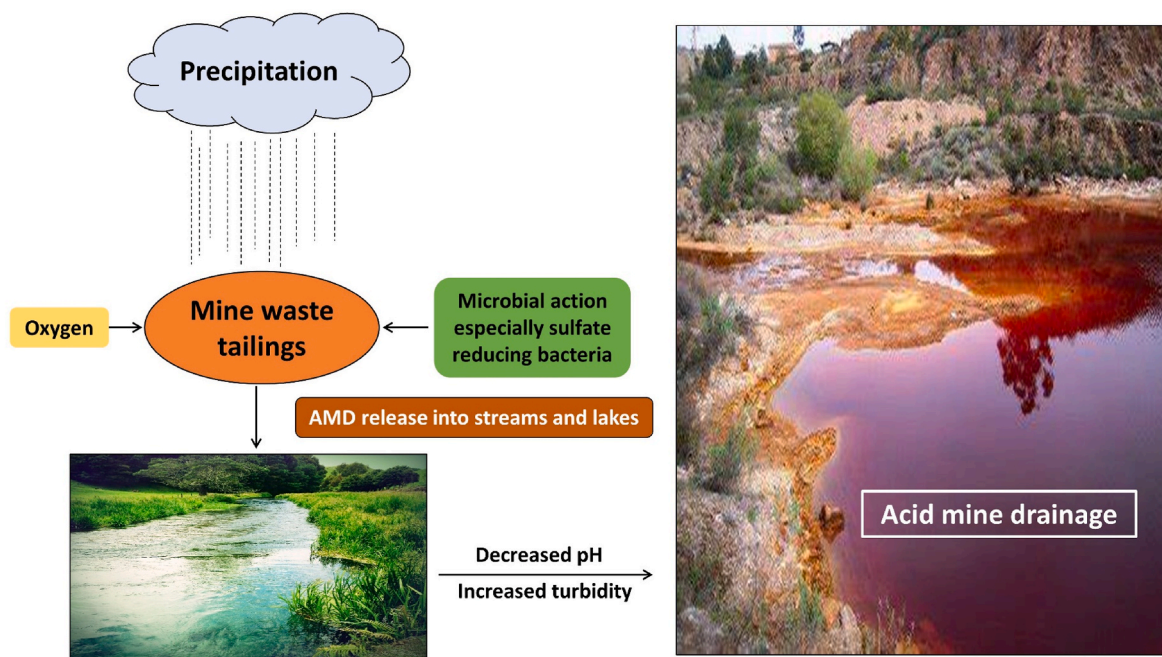 Precipitation
Oxygen
Mine waste
tailings
Microbial action
especially sulfate
reducing bacteria
AMD release into streams and lakes
Decreased pH
Increased turbidity
Acid mine drainage